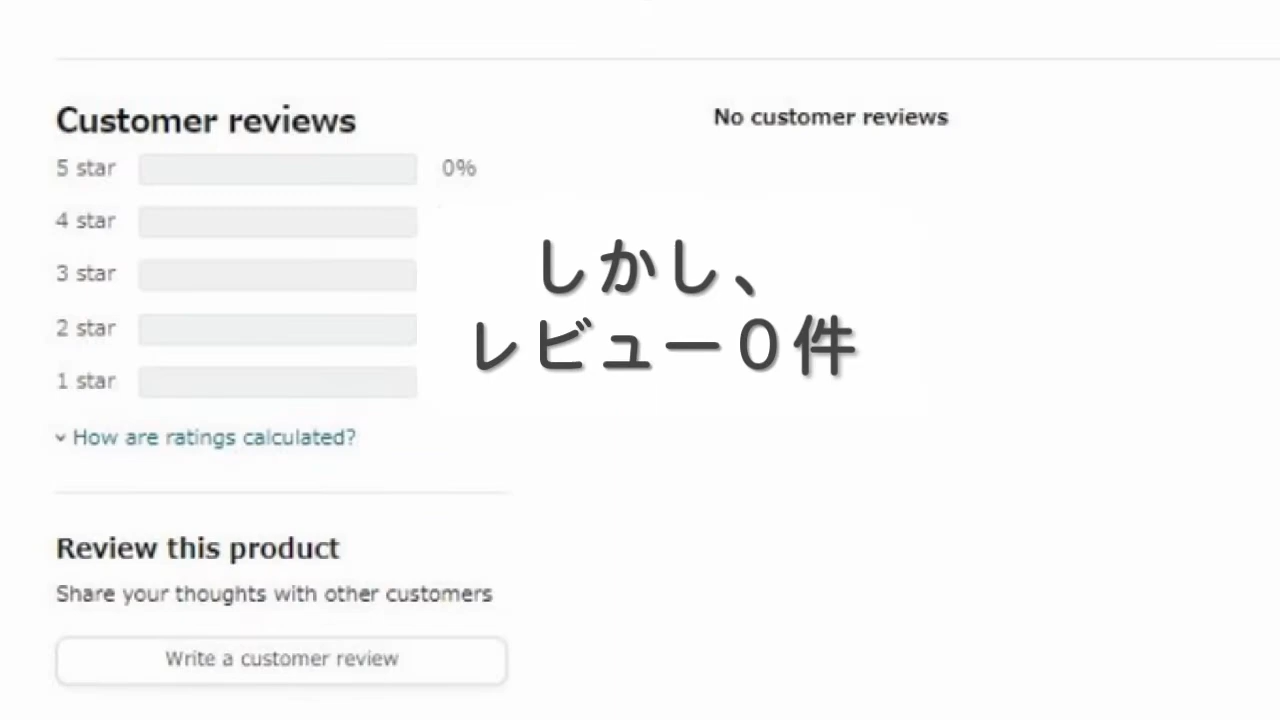 Customer reviews
5 star 0%
4 star
3 star
2 star
1 star
How are ratings calculated?
Review this product
Share your thoughts with other customers
Write a customer review
No customer reviews
しかし、
レビュー0件